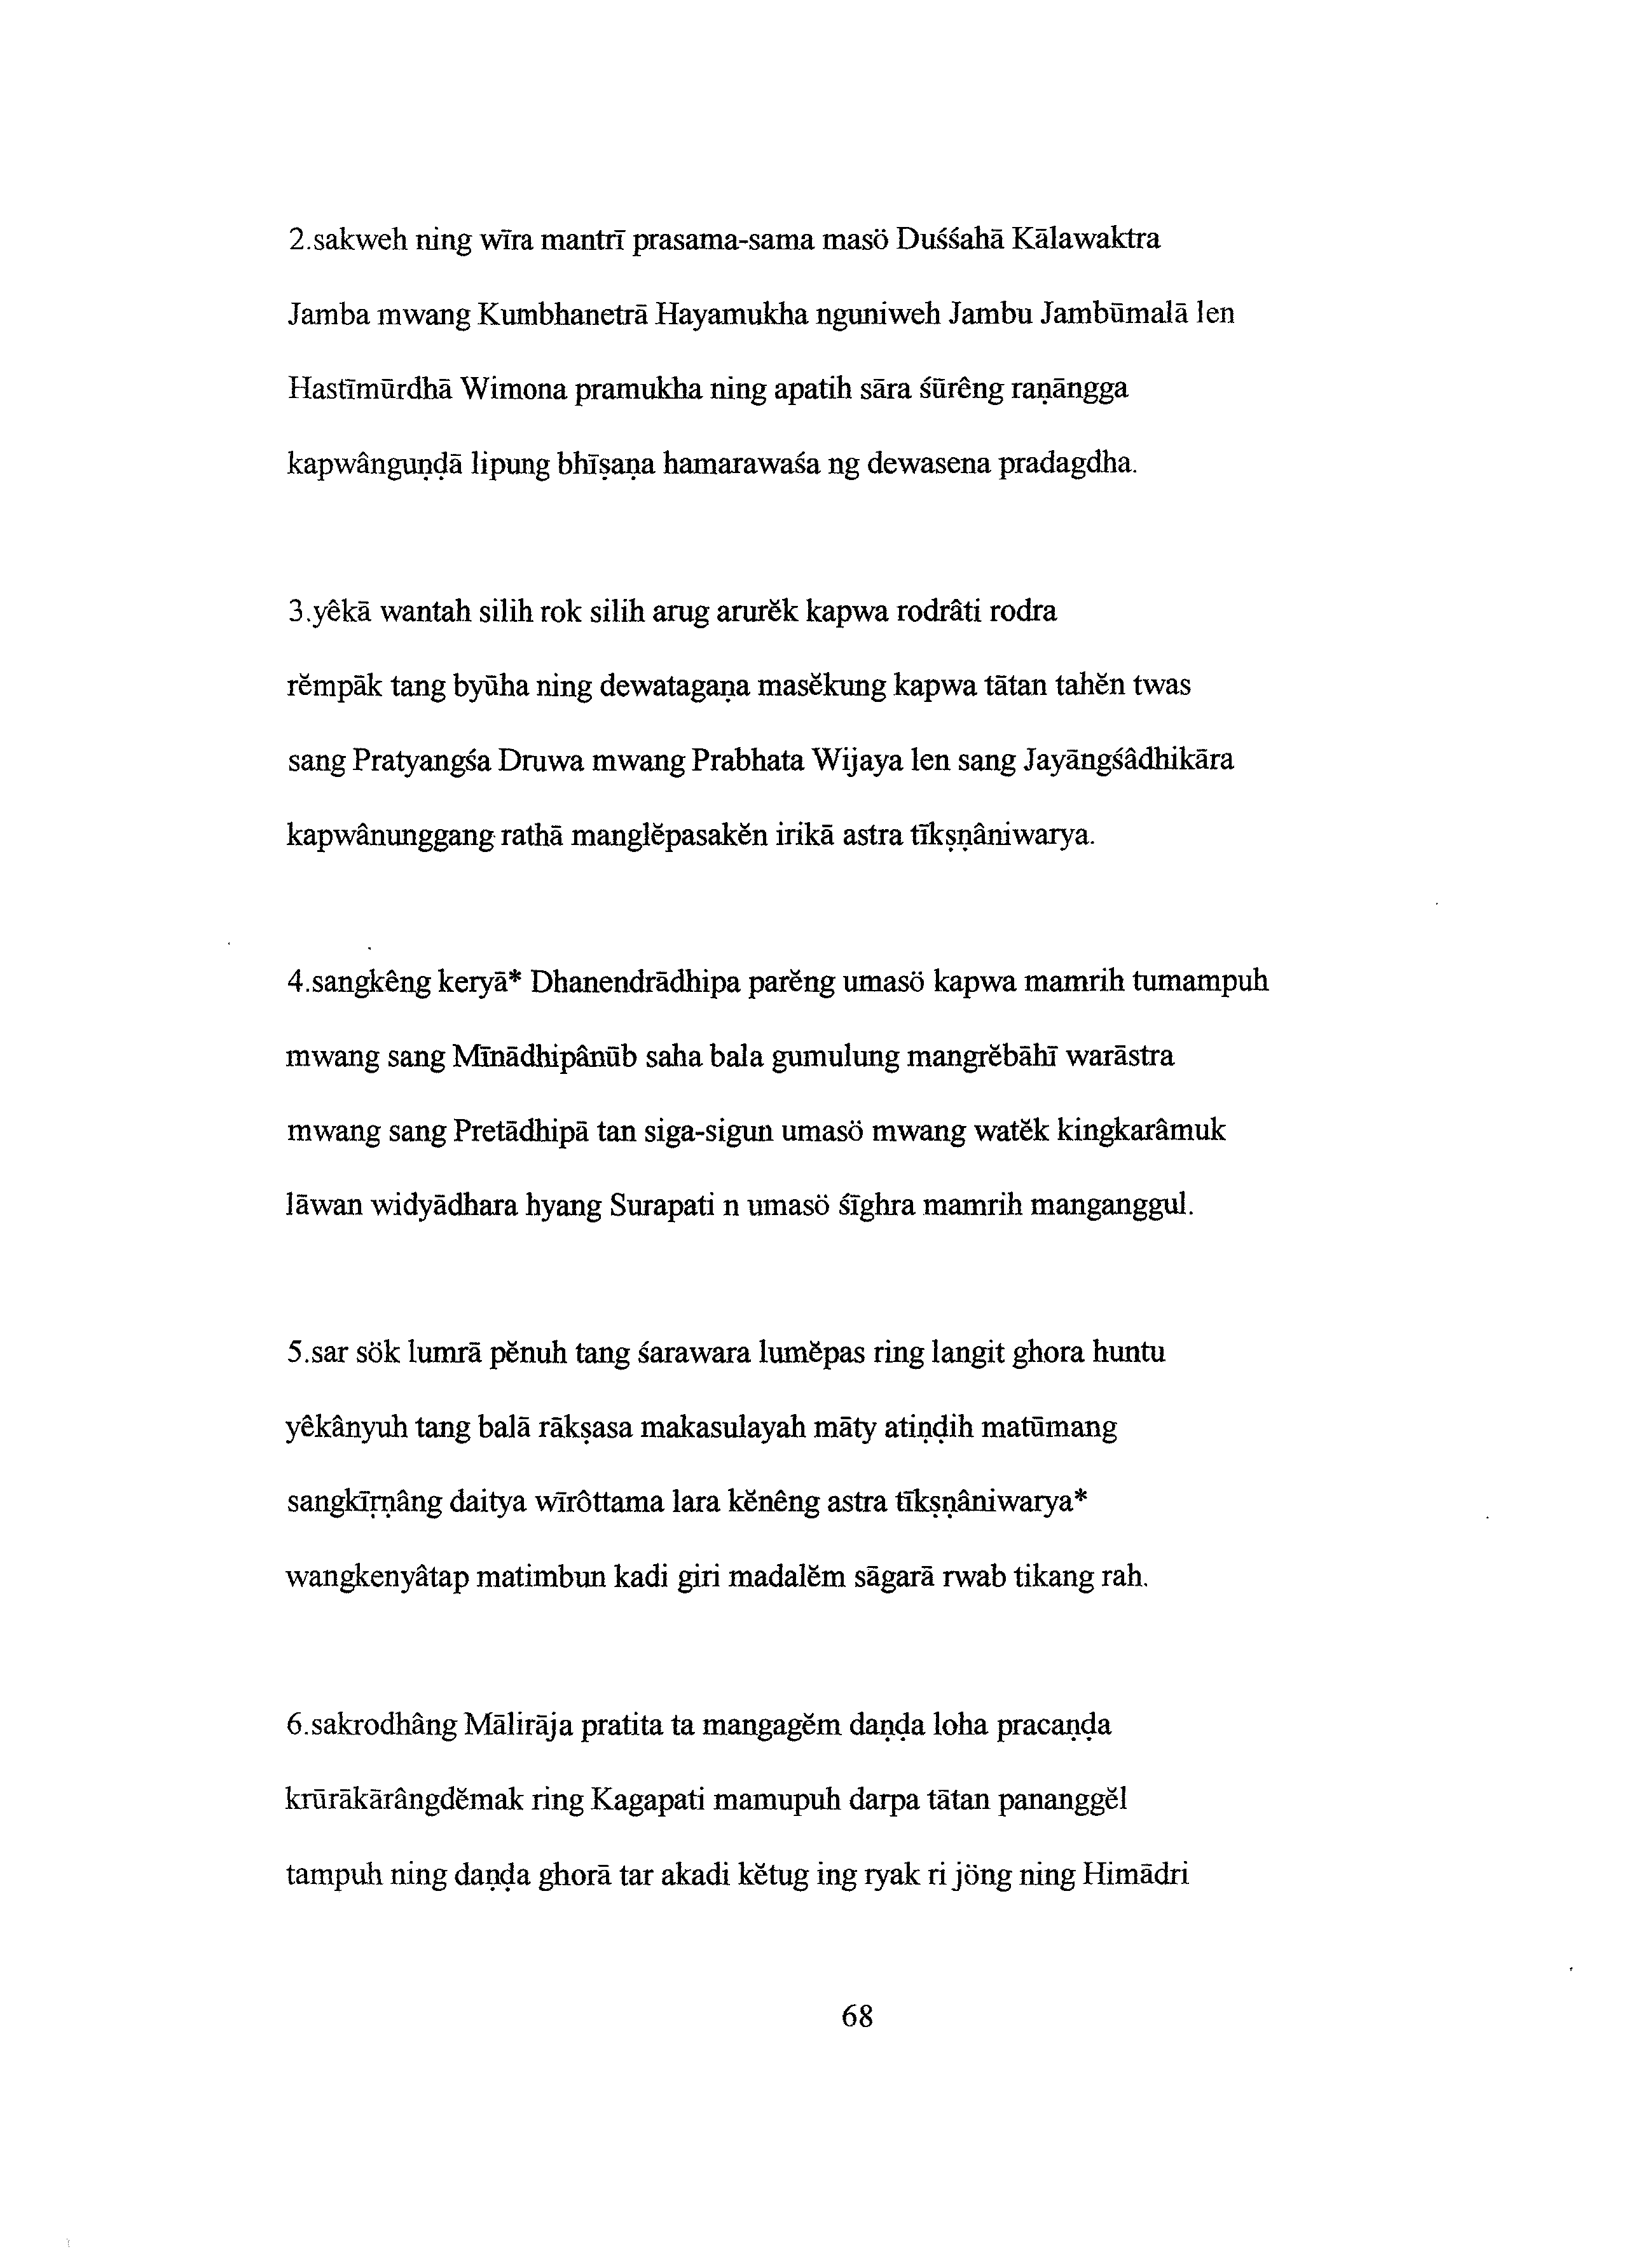 2.sakweh ning wīra mantrī prasama-sama masö Duśśahā Kālawaktra
Jamba mwang Kumbhanetrā Hayamukha nguniweh Jambu Jambūmalā len
Hastīmūrdhā Wimona pramukha ning apatih sāra śūrêng raṇāngga
kapwânguṇḍā lipung bhīṣaṇa hamarawaśa ng dewasena pradagdha.
3.yêkā wantah silih rok silih arug arurĕk kapwa rodrâti rodra
rĕmpāk tang byūha ning dewatagaṇa masĕkung kapwa tātan tahĕn twas
sang Pratyangśa Druwa mwang Prabhata Wijaya len sang Jayāngśâdhikāra
kapwânunggang rathā manglĕpasakĕn irikā astra tīkṣṇâniwarya.
4.sangkêng keryā* Dhanendrādhipa parĕng umasö kapwa mamrih tumampuh
mwang sang Mīnādhipânūb saha bala gumulung mangrĕbāhī warāstra
mwang sang Pretādhipā tan siga-sigun umasö mwang watĕk kingkarâmuk
lāwan widyādhara hyang Surapati n umasö śīghra mamrih manganggul.
5.sar sök lumrā pĕnuh tang śarawara lumĕpas ring langit ghora huntu
yêkânyuh tang balā rākṣasa makasulayah māty atiṇḍih matūmang
sangkīṛṇâng daitya wīrôttama lara kĕnêng astra tīkṣṇâniwarya*
wangkenyâtap matimbun kadi giri madalĕm sāgarā rwab tikang rah.
6.sakrodhâng Mālirāja pratita ta mangagĕm daṇḍa loha pracaṇḍa
krūrākārângdĕmak ring Kagapati mamupuh darpa tātan pananggĕl
tampuh ning daṇḍa ghorā tar akadi kĕtug ing ryak ri jöng ning Himādri
68